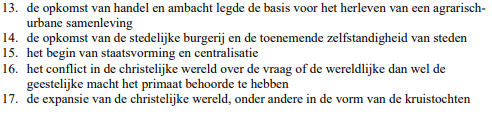 13. de opkomst van handel en ambacht legde de basis voor het herleven van een agrarisch-
urbane samenleving
14. de opkomst van de stedelijke burgerij en de toenemende zelfstandigheid van steden
15. het begin van staatsvorming en centralisatie
16. het conflict in de christelijke wereld over de vraag of de wereldlijke dan wel de
geestelijke macht het primaat behoorde te hebben
17. de expansie van de christelijke wereld, onder andere in de vorm van de kruistochten